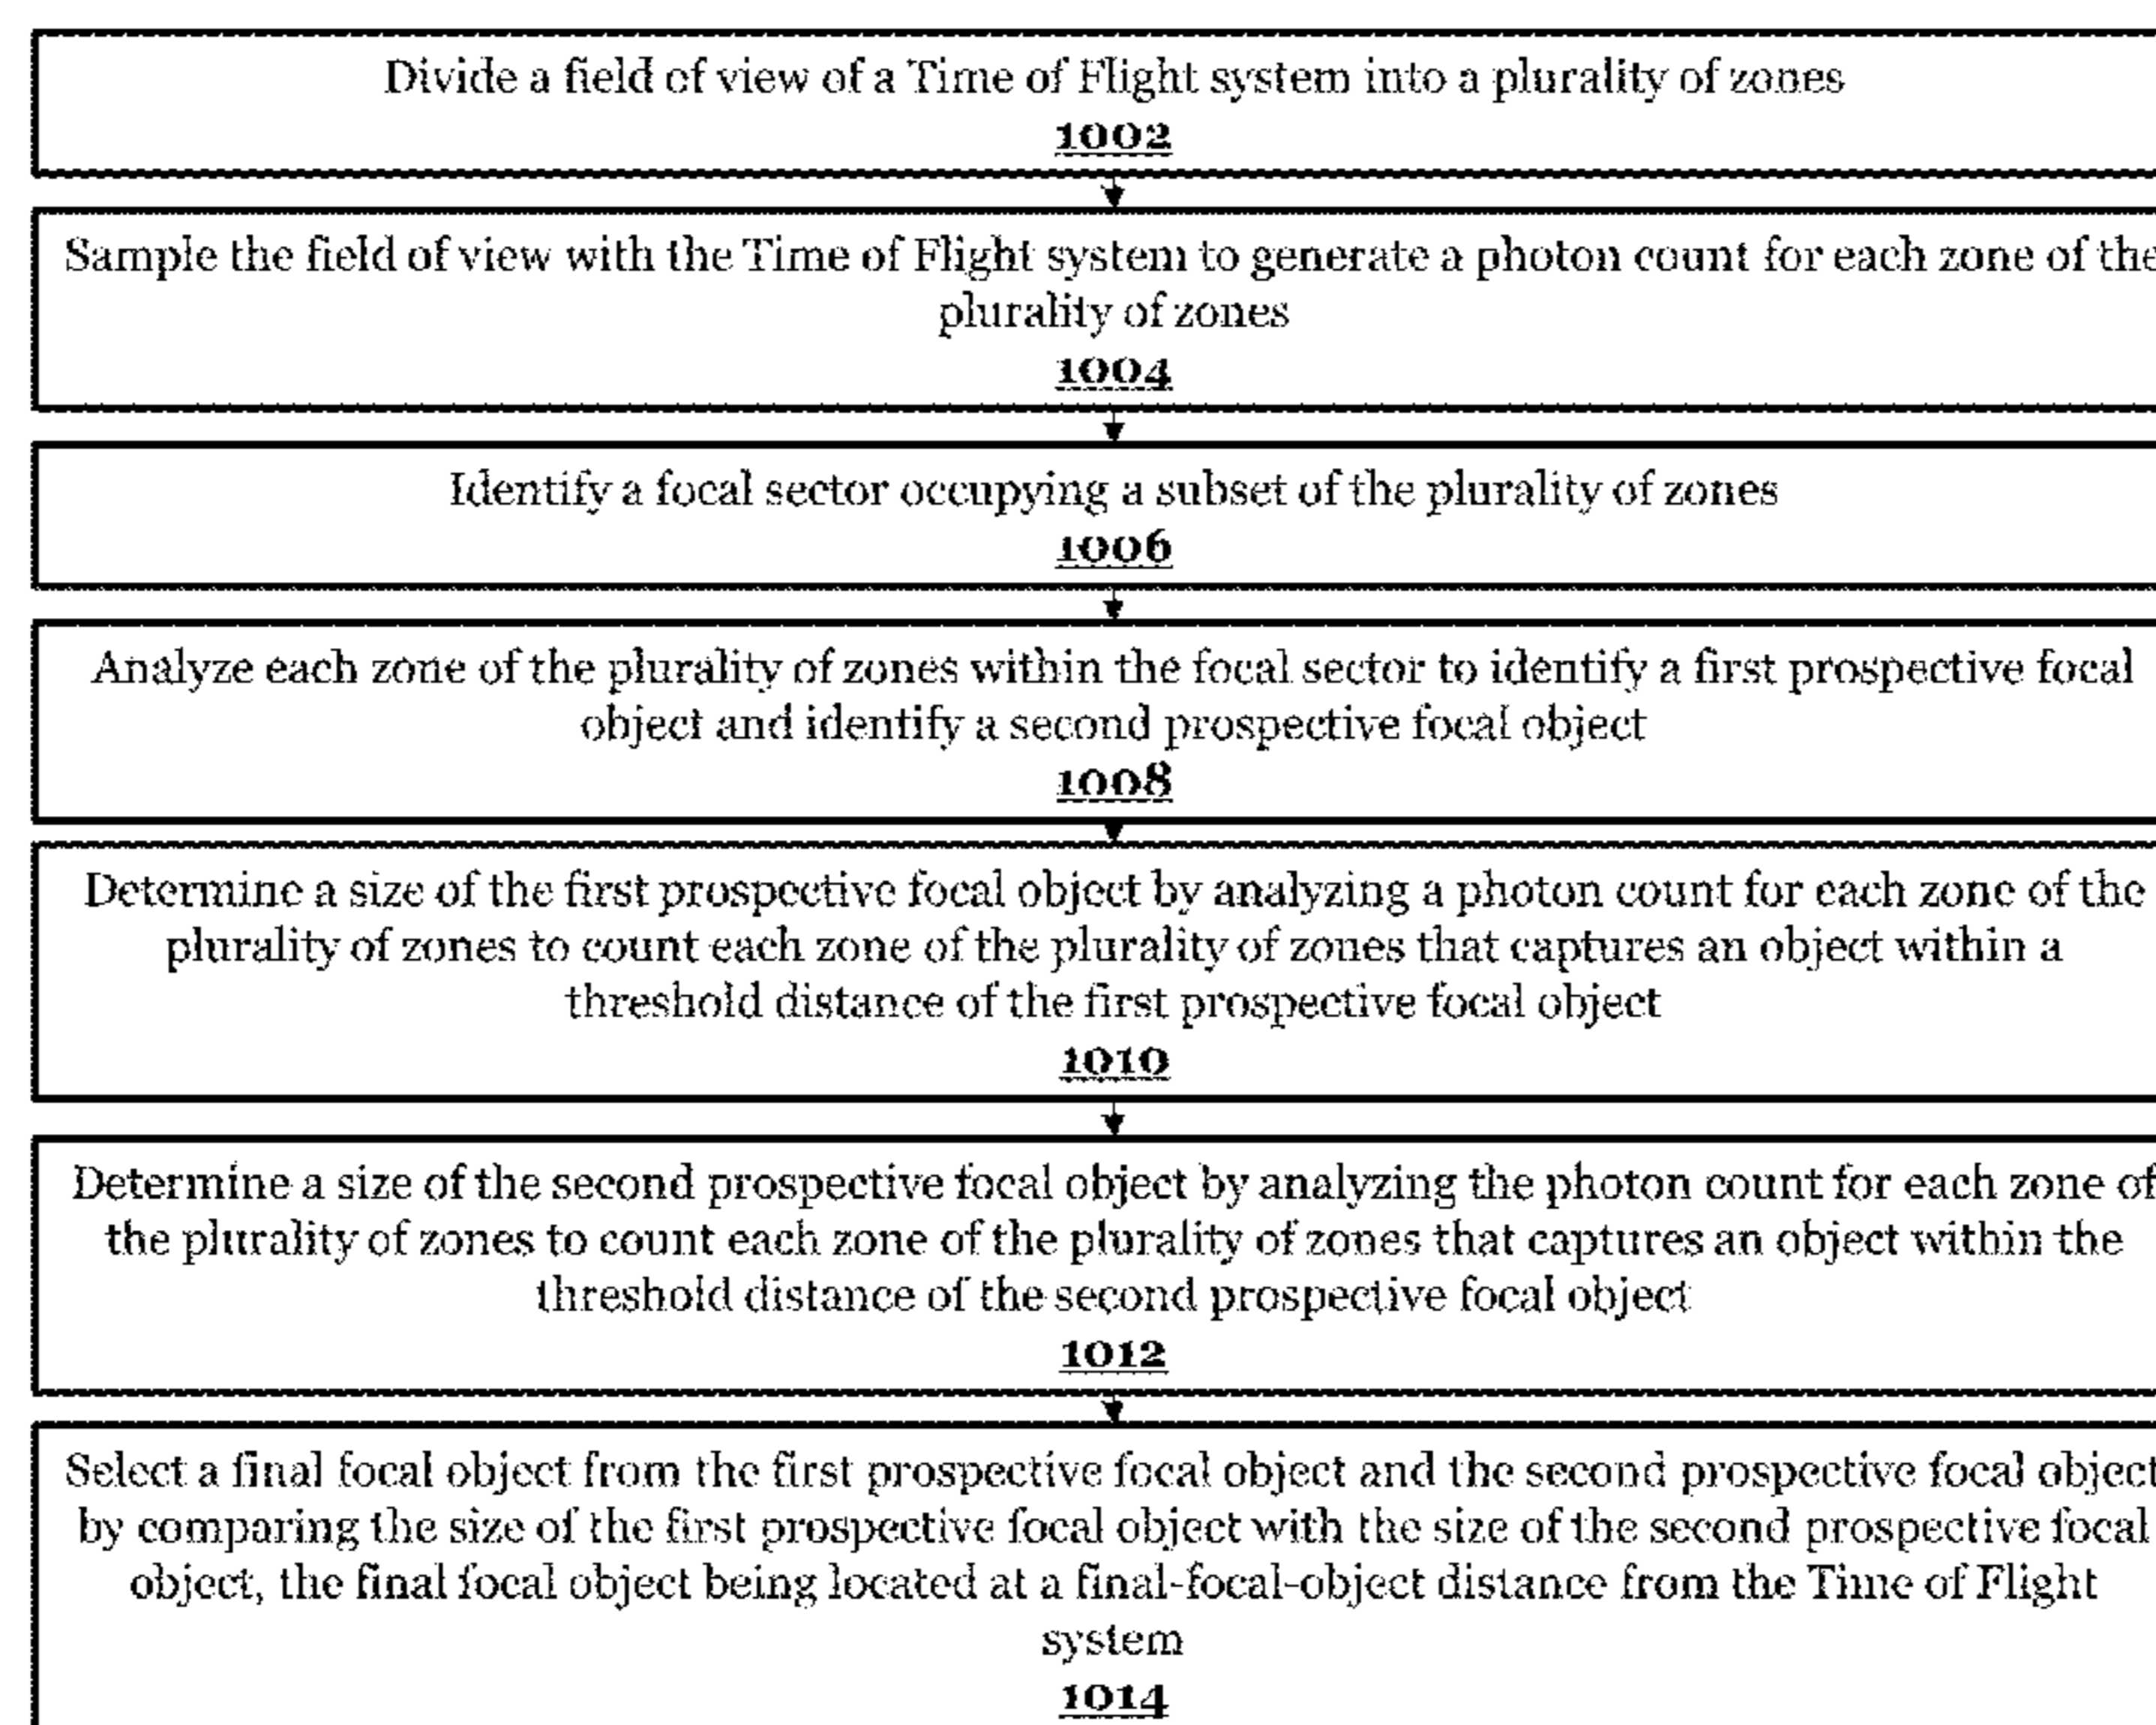 Divide a field of view of a Time of Flight system into a plurality of zones
1002
Sample the field of view with the Time of Flight system to generate a photon count for each zone of the
plurality of zones
1004
Identify a focal sector occupying a subset of the plurality of zones
1006
Analyze each zone of the plurality of zones within the focal sector to identify a first prospective focal
object and identify a second prospective focal object
1008
Determine a size of the first prospective focal object by analyzing a photon count for each zone of the
plurality of zones to count each zone of the plurality of zones that captures an object within a
threshold distance of the first prospective focal object
1010
Determine a size of the second prospective focal object by analyzing the photon count for each zone of
the plurality of zones to count each zone of the plurality of zones that captures an object within the
threshold distance of the second prospective focal object
1012
Select a final focal object from the first prospective focal object and the second prospective focal object
by comparing the size of the first prospective focal object with the size of the second prospective focal
object, the final focal object being located at a final-focal-object distance from the Time of Flight
system
1014